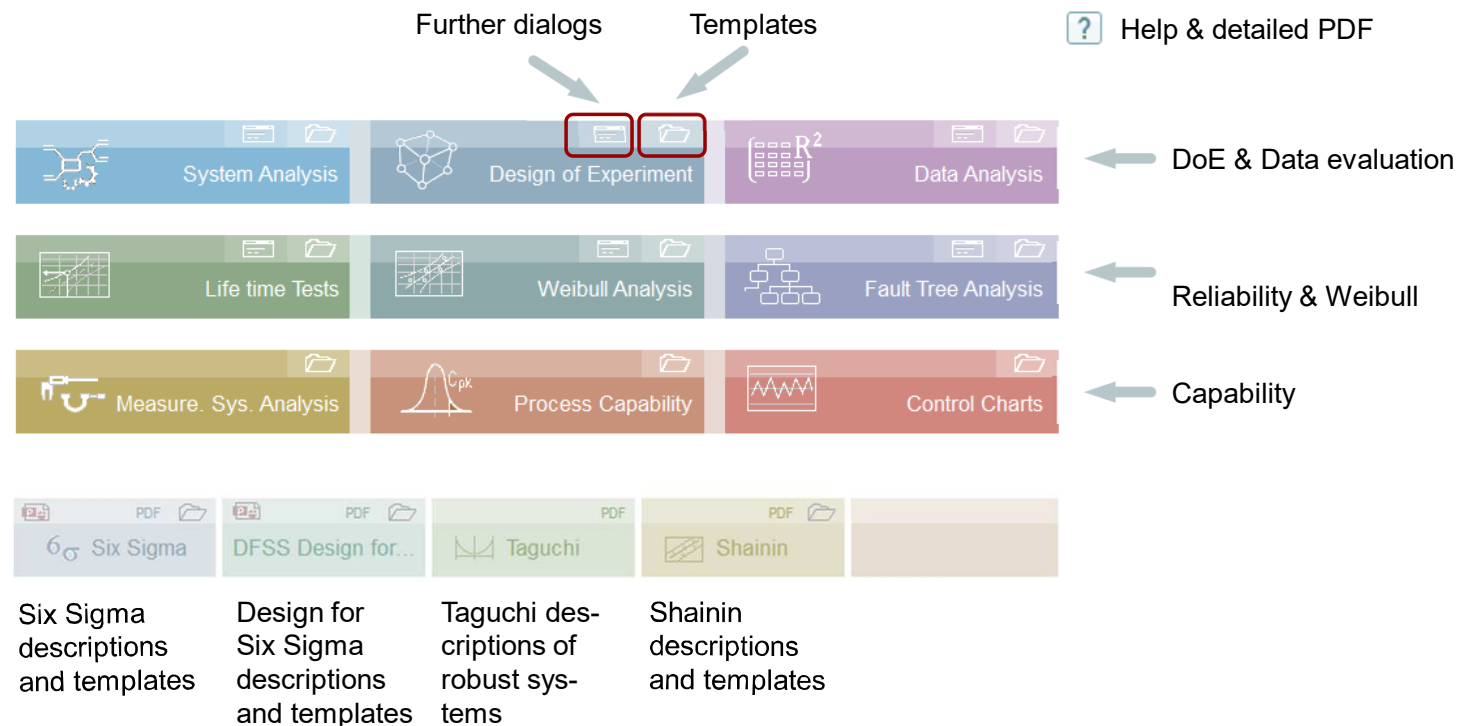 Further dialogs
Templates
? Help & detailed PDF
System Analysis
Design of Experiment
R2
Data Analysis
DoE & Data evaluation
Life time Tests
Weibull Analysis
Fault Tree Analysis
Reliability & Weibull
Measure. Sys. Analysis
Cpk
Process Capability
Control Charts
Capability
P PDF
6σ Six Sigma
P PDF
DFSS Design for...
PDF
Taguchi
PDF
Shainin
Six Sigma
descriptions
and templates
Design for
Six Sigma
descriptions
and templates
Taguchi des-
criptions of
robust sys-
tems
Shainin
descriptions
and templates